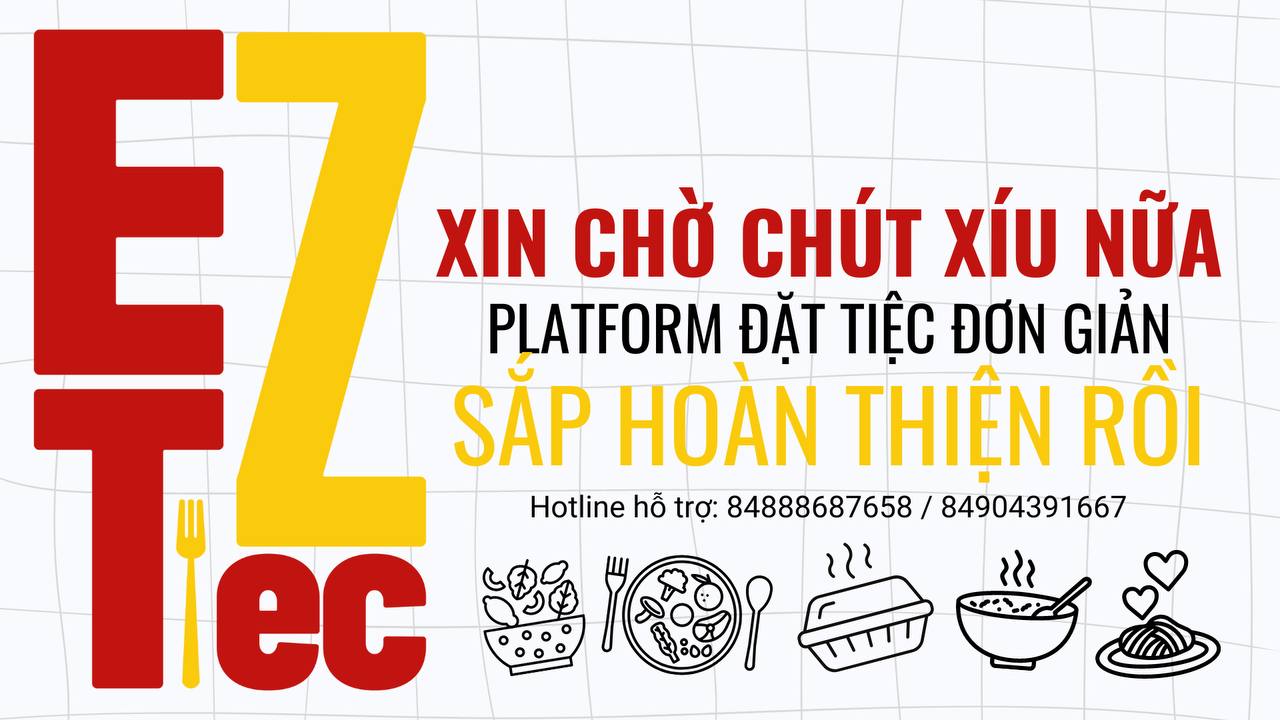 EZ
Tiec
XIN CHỜ CHÚT XÍU NỮA
PLATFORM ĐẶT TIỆC ĐƠN GIẢN
SẮP HOÀN THIỆN RỒI
Hotline hỗ trợ: 84888687658 / 84904391667